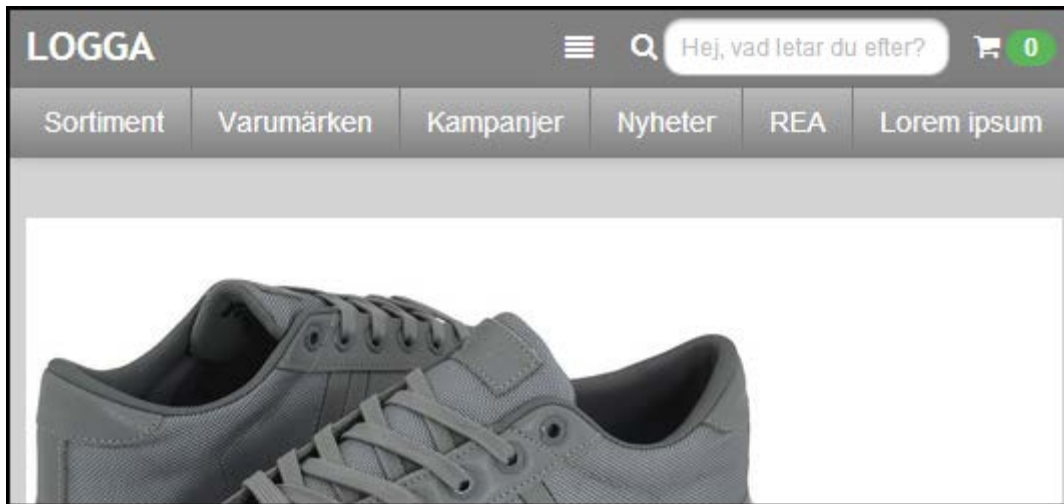 LOGGA Hej, vad letar du efter? 0
Sortiment Varumärken Kampanjer Nyheter REA Lorem ipsum